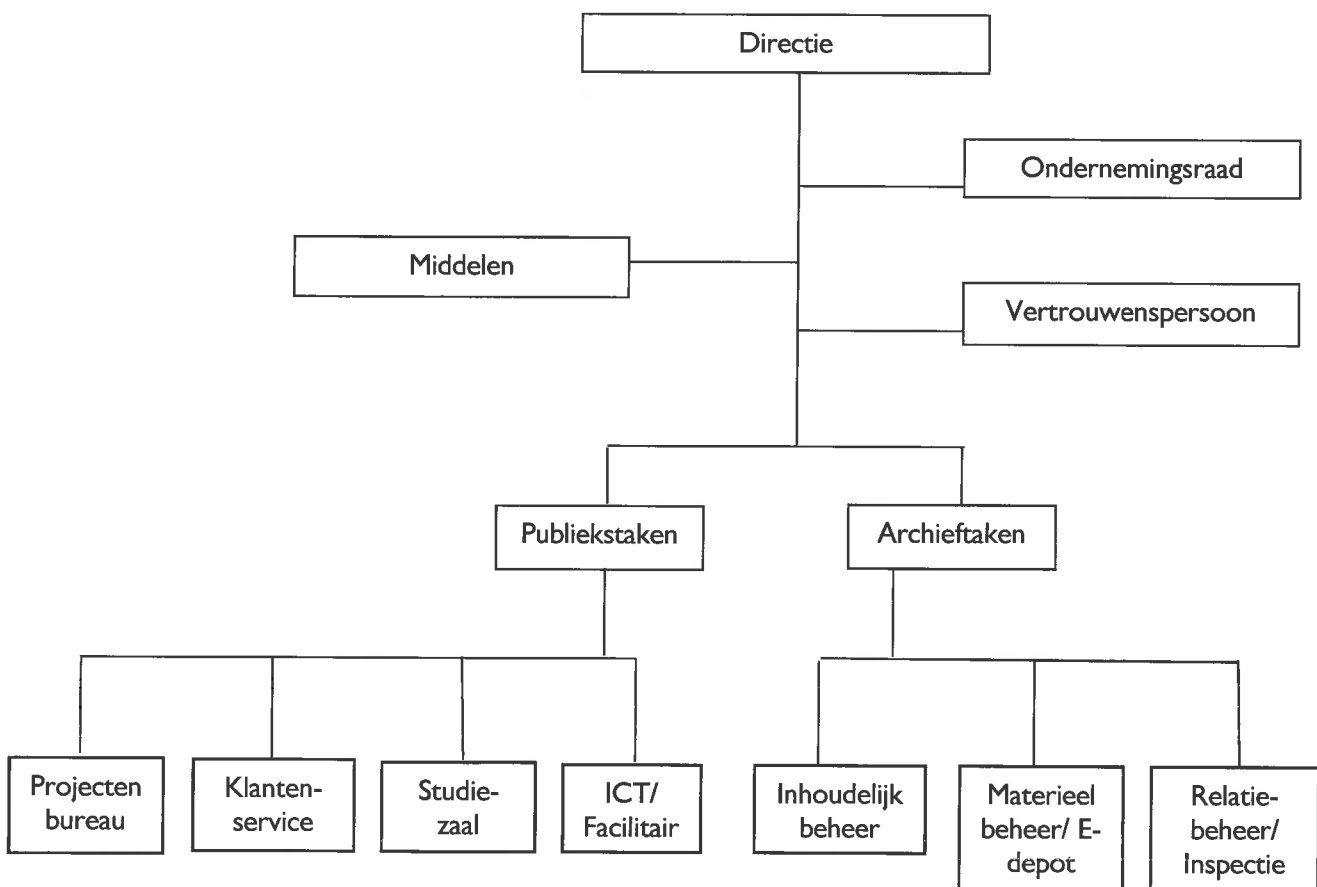 Directie
Ondernemingsraad
Middelen
Vertrouwenspersoon
Publiekstaken
Archieftaken
Projecten
bureau
Klanten-
service
Studie-
zaal
ICT/
Facilitair
Inhoudelijk
beheer
Materieel
beheer/ E-
depot
Relatie-
beheer/
Inspectie